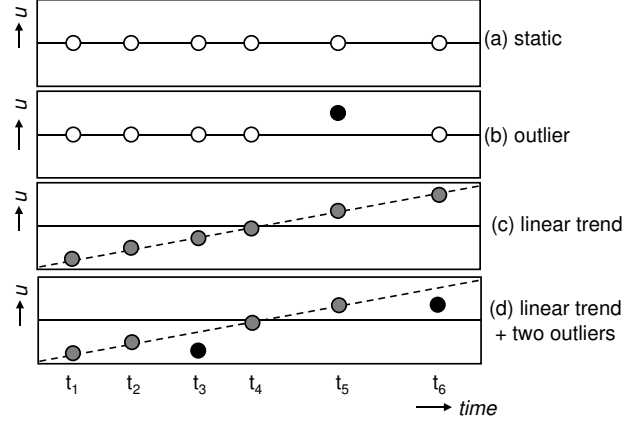 u
(a) static
u
(b) outlier
u
(c) linear trend
u
(d) linear trend
+ two outliers
t1 t2 t3 t4 t5 t6
time